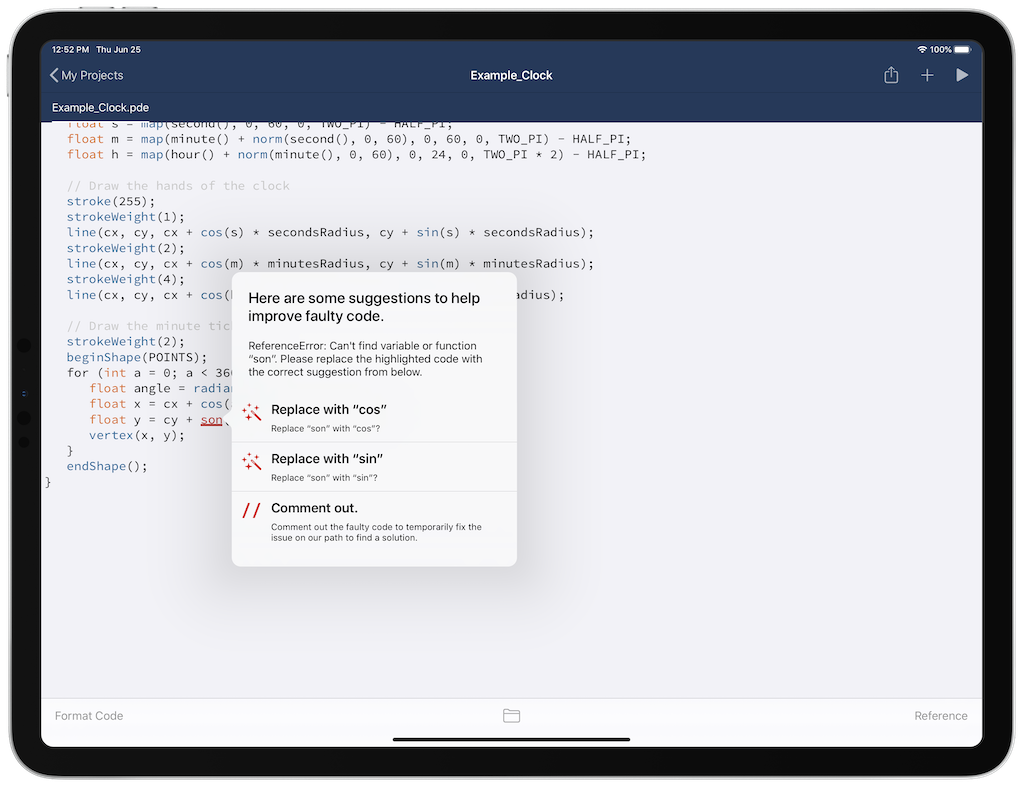 12:52 PM Thu Jun 25
100%
My Projects
Example_Clock
Example_Clock.pde
float s = map(second(), 0, 60, 0, TWO_PI) - HALF_PI;
float m = map(minute() + norm(second(), 0, 60), 0, 60, 0, TWO_PI) - HALF_PI;
float h = map(hour() + norm(minute(), 0, 60), 0, 24, 0, TWO_PI * 2) - HALF_PI;
// Draw the hands of the clock
stroke(255);
strokeWeight(1);
line(cx, cy, cx + cos(s) * secondsRadius, cy + sin(s) * secondsRadius);
strokeWeight(2);
line(cx, cy, cx + cos(m) * minutesRadius, cy + sin(m) * minutesRadius);
strokeWeight(4);
line(cx, cy, cx + cos( adius);
// Draw the minute tic
strokeWeight(2);
beginShape(POINTS);
for (int a = 0; a < 36
float angle = radia
float x = cx + cos(
float y = cy + son
vertex(x, y);
}
endShape();
}
Here are some suggestions to help
improve faulty code.
ReferenceError: Can't find variable or function
“son”. Please replace the highlighted code with
the correct suggestion from below.
Replace with “cos”
Replace “son” with “cos”?
Replace with “sin”
Replace “son” with “sin”?
// Comment out.
Comment out the faulty code to temporarily fix the
issue on our path to find a solution.
Format Code
Reference